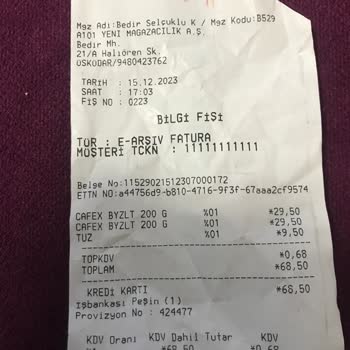 Mgz Adı:Bedir Selçuklu K / Mgz Kodu:B529
A101 YENİ MAGAZACILIK A.Ş.
Bedir Mh.
21/A Halıören Sk.
ÜSKÜDAR/9480423762
TARİH : 15.12.2023
SAAT : 17:03
FİŞ NO : 0223
BİLGİ FİŞİ
TÜR : E-ARŞİV FATURA
MÜŞTERİ TCKN : 11111111111
Belge No:11529021512307000172
ETTN NO:a44756d9-b810-4716-9f3f-67aaa2cf9574
CAFEX BYZLT 200 G %01 *29,50
CAFEX BYZLT 200 G %01 *29,50
TUZ %01 *9,50
TOPKDV *0,68
TOPLAM *68,50
KREDİ KARTI *68,50
İşbankası Peşin (1)
Provizyon No : 424477
KDV Oranı KDV Dahil Tutar KDV